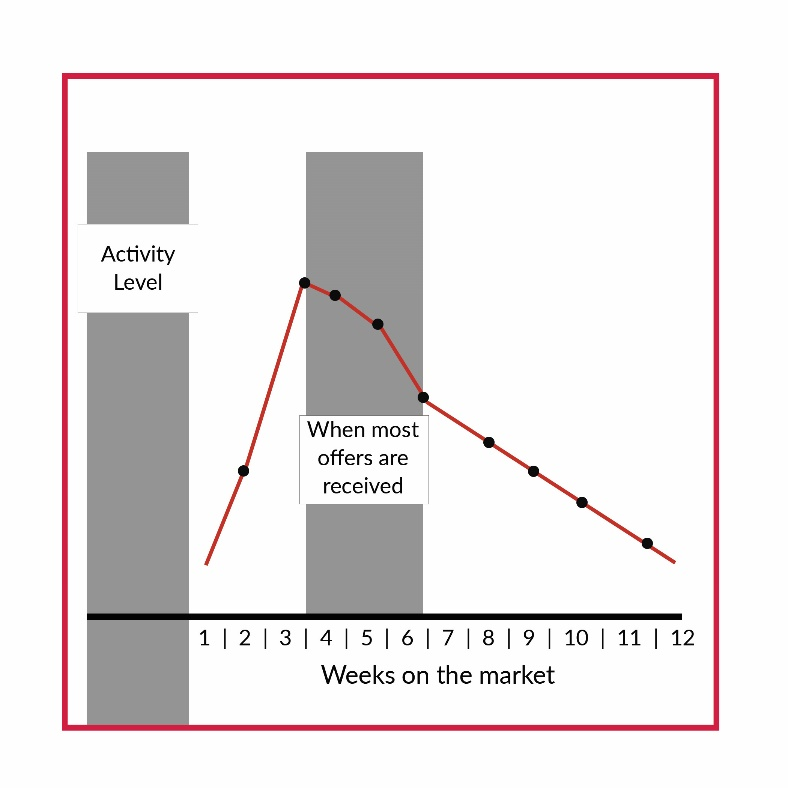 Activity
Level
When most
offers are
received
1 | 2 | 3 | 4 | 5 | 6 | 7 | 8 | 9 | 10 | 11 | 12
Weeks on the market